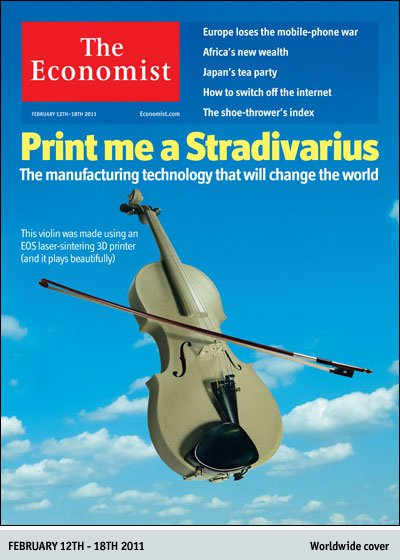 The
Economist
FEBRUARY 12TH–18TH 2011
Economist.com
Europe loses the mobile-phone war
Africa's new wealth
Japan's tea party
How to switch off the internet
The shoe-thrower's index
Print me a Stradivarius
The manufacturing technology that will change the world
This violin was made using an
EOS laser-sintering 3D printer
(and it plays beautifully)
FEBRUARY 12TH - 18TH 2011
Worldwide cover